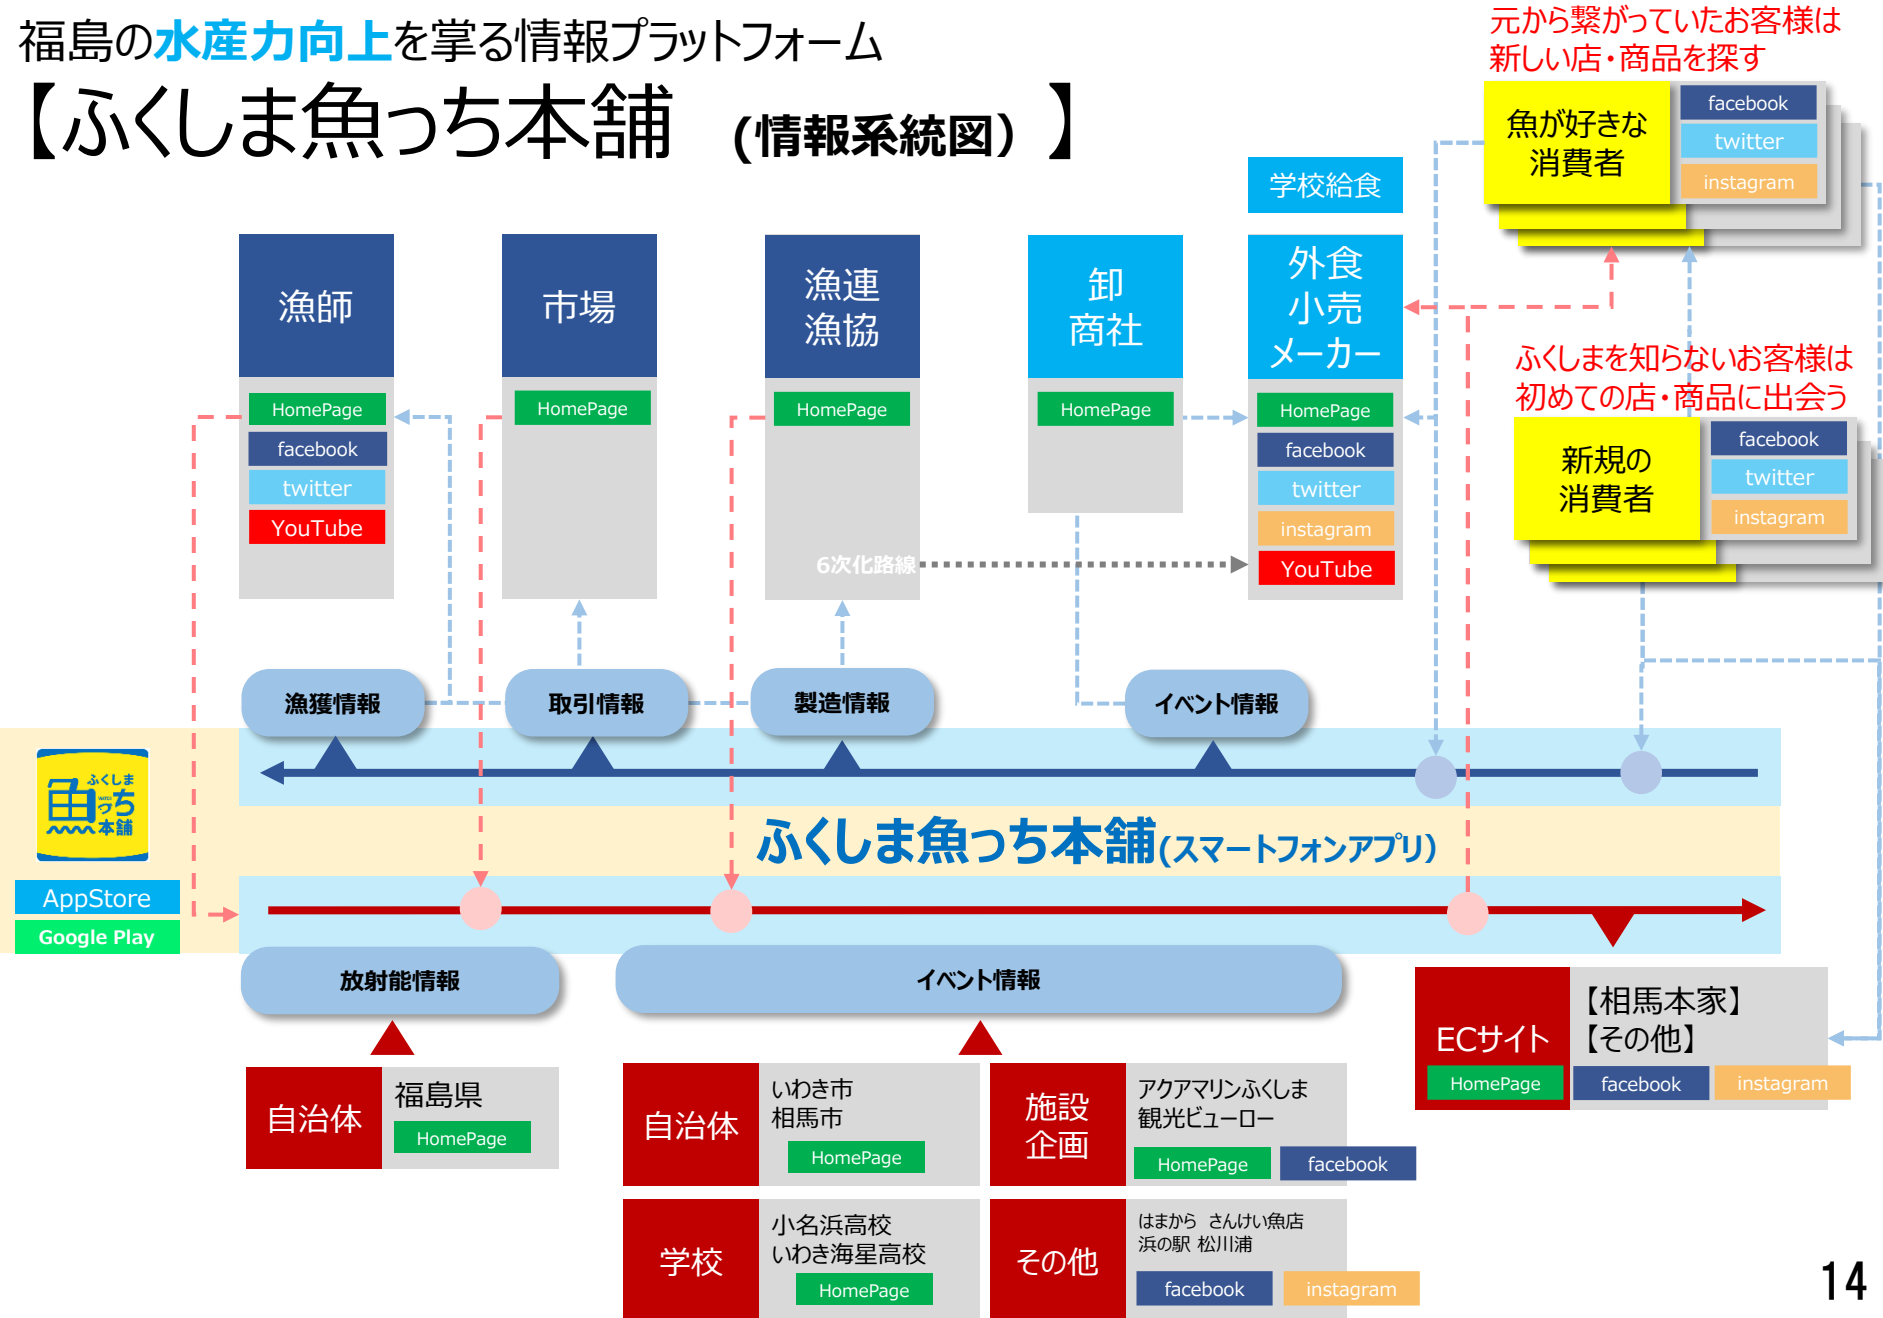 福島の水産力向上を掌る情報プラットフォーム
【ふくしま魚っち本舗 (情報系統図）】
元から繋がっていたお客様は
新しい店・商品を探す
魚が好きな
消費者
facebook
twitter
instagram
学校給食
漁師
HomePage
facebook
twitter
YouTube
市場
HomePage
漁連
漁協
HomePage
6次化路線
卸
商社
HomePage
外食
小売
メーカー
HomePage
facebook
twitter
instagram
YouTube
ふくしまを知らないお客様は
初めての店・商品に出会う
新規の
消費者
facebook
twitter
instagram
漁獲情報
取引情報
製造情報
イベント情報
ふくしま
っち
本舗
AppStore
Google Play
ふくしま魚っち本舗(スマートフォンアプリ）
放射能情報
イベント情報
自治体
福島県
HomePage
自治体
いわき市
相馬市
HomePage
施設
企画
アクアマリンふくしま
観光ビューロー
HomePage
facebook
学校
小名浜高校
いわき海星高校
HomePage
その他
はまから さんけい魚店
浜の駅 松川浦
facebook
instagram
ECサイト
【相馬本家】
【その他】
HomePage
facebook
instagram
14